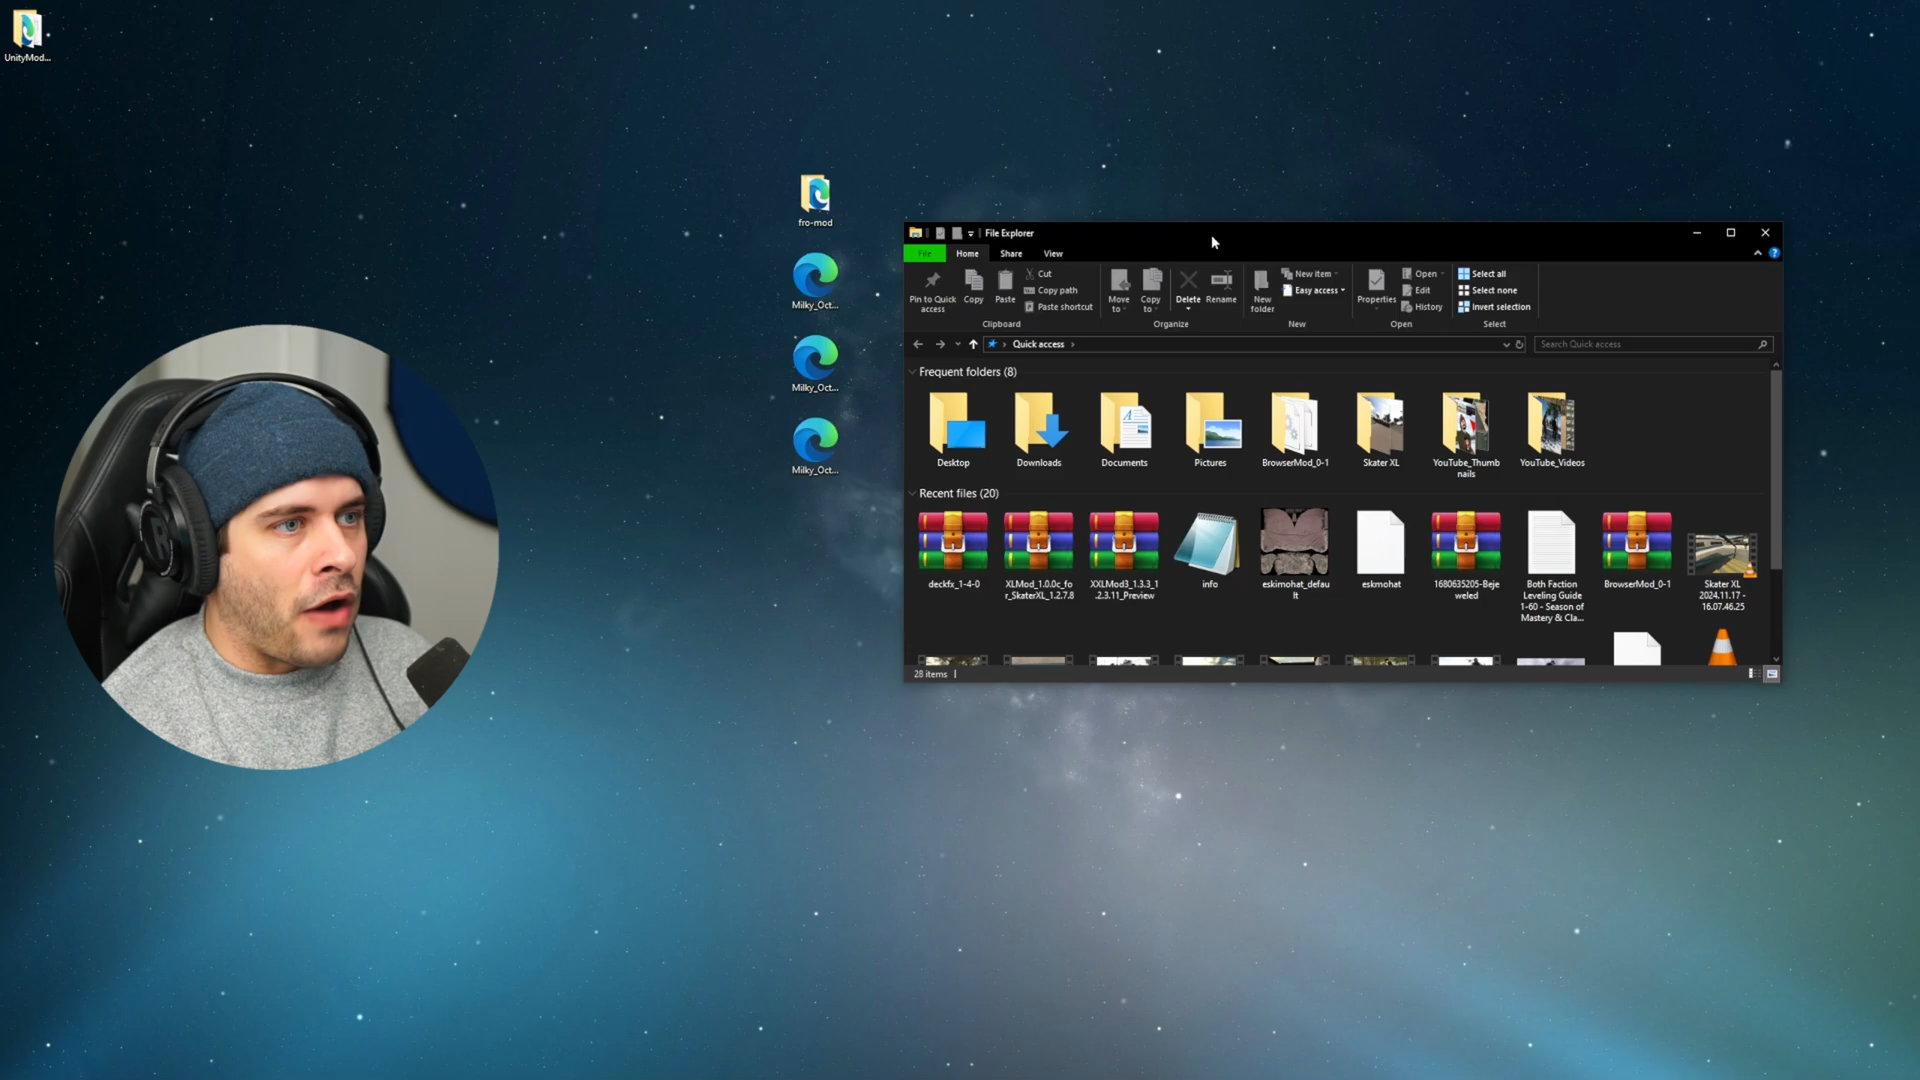 UnityMod...
fro-mod
Milky_Oct...
Milky_Oct...
Milky_Oct...
File Explorer
File
Home
Share
View
Pin to Quick
access
Copy
Paste
Cut
Copy path
Paste shortcut
Clipboard
Move
to
Copy
to
Delete
Rename
Organize
New
folder
New item
Easy access
New
Properties
Open
Edit
History
Open
Select all
Select none
Invert selection
Select
Quick access
Search Quick access
Frequent folders (8)
Desktop
Downloads
Documents
Pictures
BrowserMod_0-1
Skater XL
YouTube_Thumb
nails
YouTube_Videos
Recent files (20)
deckfx_1-4-0
XLMod_1.0.0c_fo
r_SkaterXL_1.2.7.8
XXLMod3_1.3.3_1
.2.3.11_Preview
info
eskimohat_defau
lt
eskmohat
1680635205-Beje
weled
Both Faction
Leveling Guide
1-60 - Season of
Mastery & Cla...
BrowserMod_0-1
Skater XL
2024.11.17 -
16.07.46.25
28 items